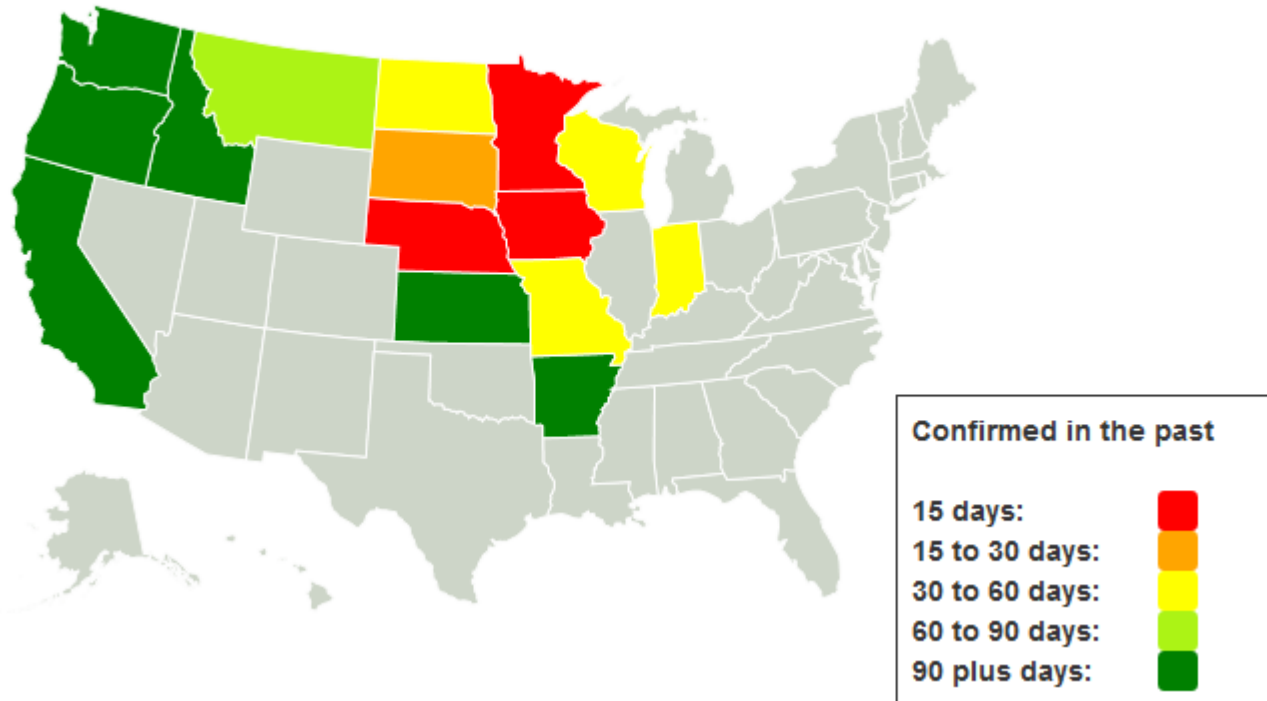 Confirmed in the past
15 days:
15 to 30 days:
30 to 60 days:
60 to 90 days:
90 plus days: